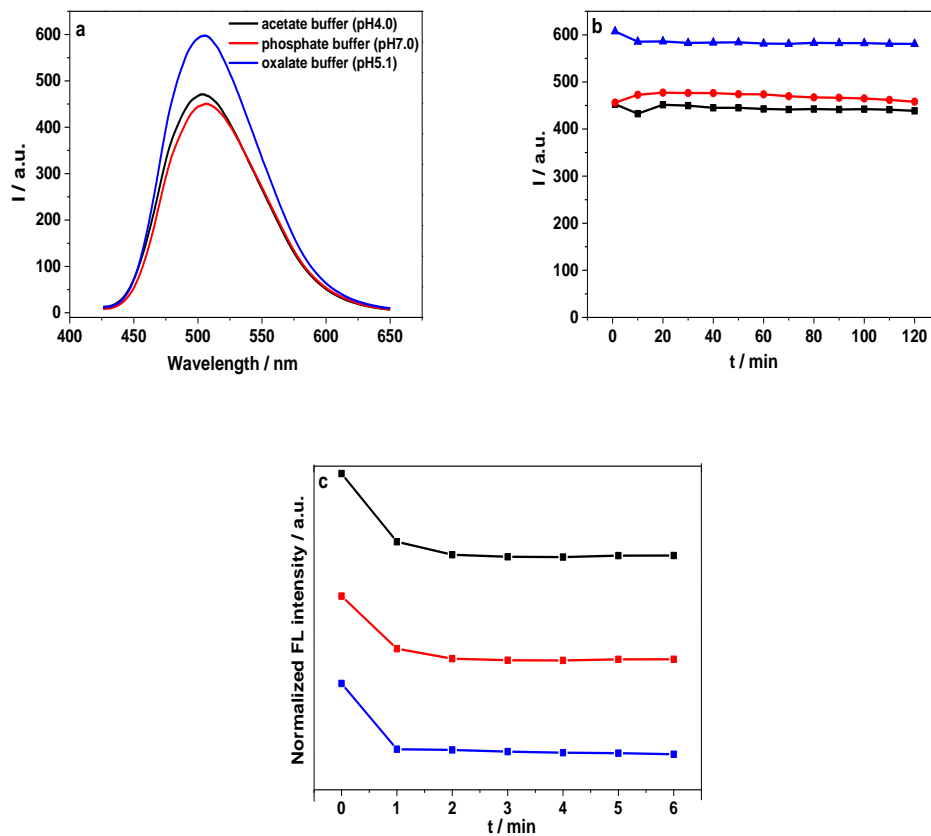 a
acetate buffer (pH4.0)
phosphate buffer (pH7.0)
oxalate buffer (pH5.1)
600
500
400
300
200
100
0
I / a.u.
400 450 500 550 600 650
Wavelength / nm
b
600
500
400
300
200
100
0
I / a.u.
0 20 40 60 80 100 120
t / min
c
Normalized FL intensity / a.u.
0 1 2 3 4 5 6
t / min